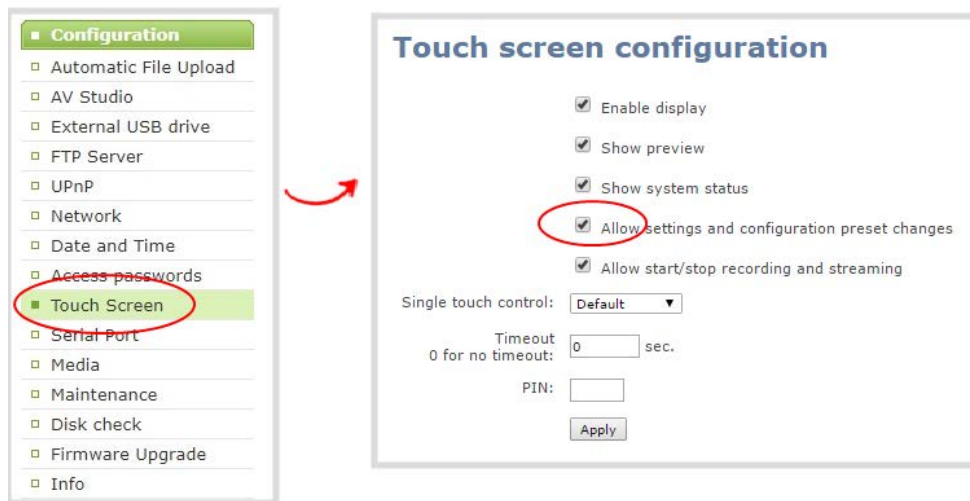 Configuration
Automatic File Upload
AV Studio
External USB drive
FTP Server
UPnP
Network
Date and Time
Access passwords
Touch Screen
Serial Port
Media
Maintenance
Disk check
Firmware Upgrade
Info
Touch screen configuration
Enable display
Show preview
Show system status
Allow settings and configuration preset changes
Allow start/stop recording and streaming
Single touch control: Default
Timeout
0 for no timeout: 0 sec.
PIN:
Apply